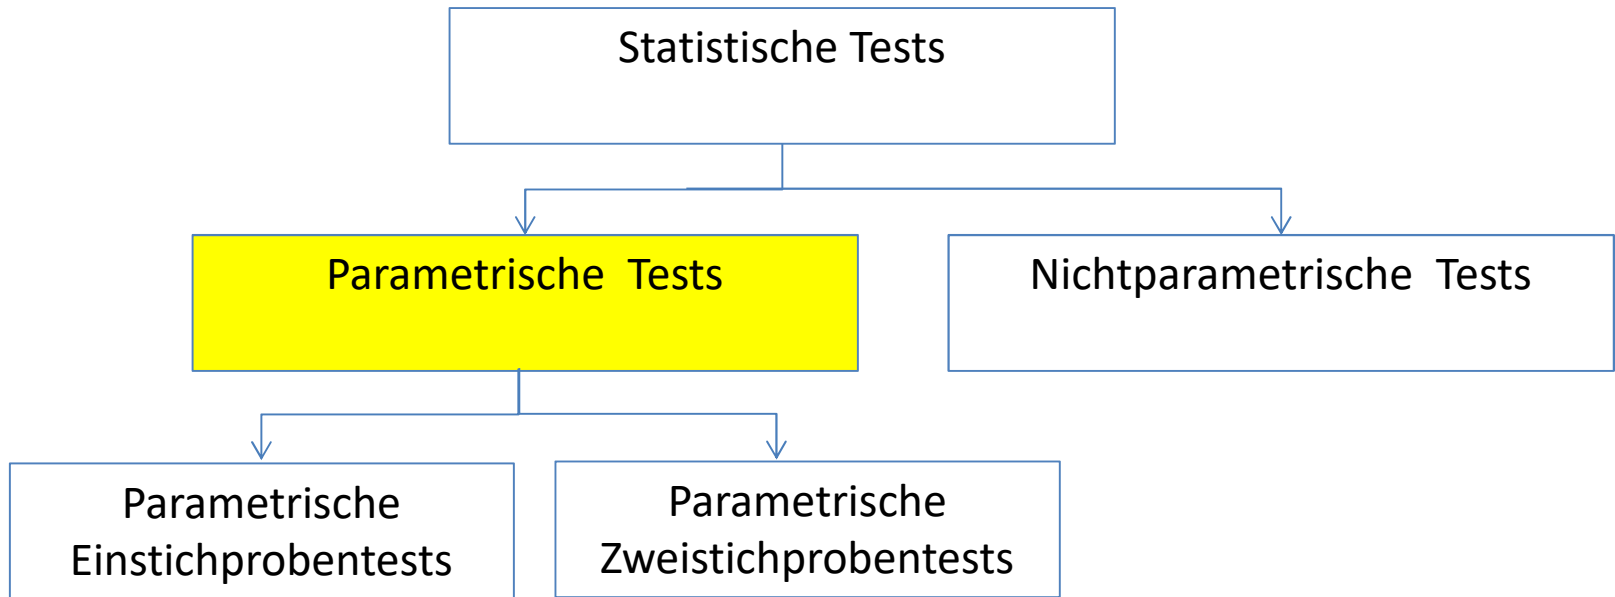 Statistische Tests
Parametrische Tests
Nichtparametrische Tests
Parametrische
Einstichprobentests
Parametrische
Zweistichprobentests